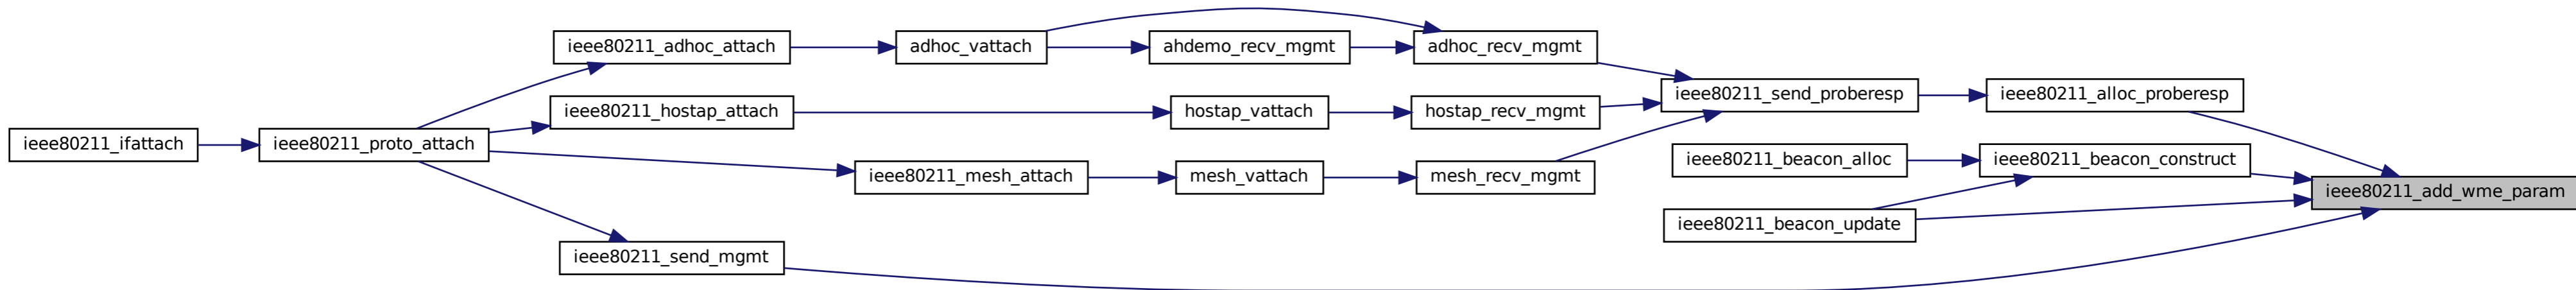 ieee80211_adhoc_attach
adhoc_vattach
ahdemo_recv_mgmt
adhoc_recv_mgmt
ieee80211_send_proberesp
ieee80211_alloc_proberesp
ieee80211_hostap_attach
hostap_vattach
hostap_recv_mgmt
ieee80211_ifattach
ieee80211_proto_attach
ieee80211_beacon_alloc
ieee80211_beacon_construct
ieee80211_mesh_attach
mesh_vattach
mesh_recv_mgmt
ieee80211_add_wme_param
ieee80211_beacon_update
ieee80211_send_mgmt